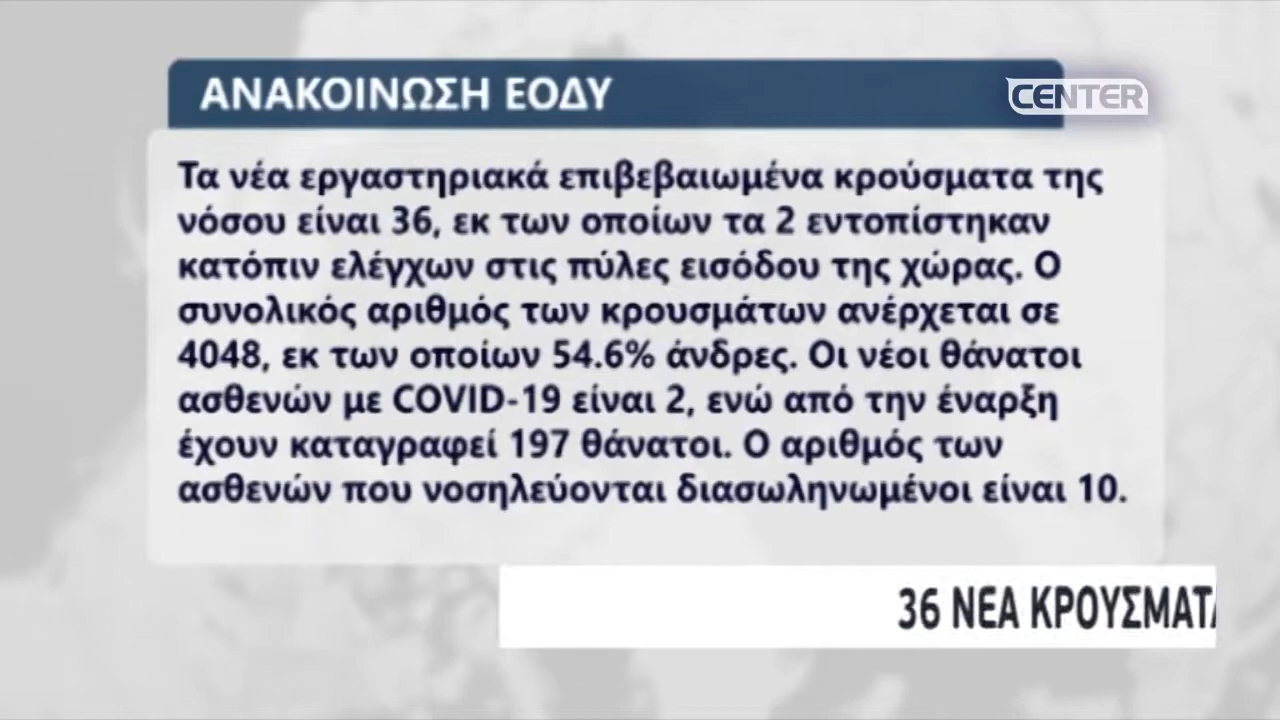 ΑΝΑΚΟΙΝΩΣΗ ΕΟΔΥ
CENTER
Τα νέα εργαστηριακά επιβεβαιωμένα κρούσματα της
νόσου είναι 36, εκ των οποίων τα 2 εντοπίστηκαν
κατόπιν ελέγχων στις πύλες εισόδου της χώρας. Ο
συνολικός αριθμός των κρουσμάτων ανέρχεται σε
4048, εκ των οποίων 54.6% άνδρες. Οι νέοι θάνατοι
ασθενών με COVID-19 είναι 2, ενώ από την έναρξη
έχουν καταγραφεί 197 θάνατοι. Ο αριθμός των
ασθενών που νοσηλεύονται διασωληνωμένοι είναι 10.
36 ΝΕΑ ΚΡΟΥΣΜΑΤΑ